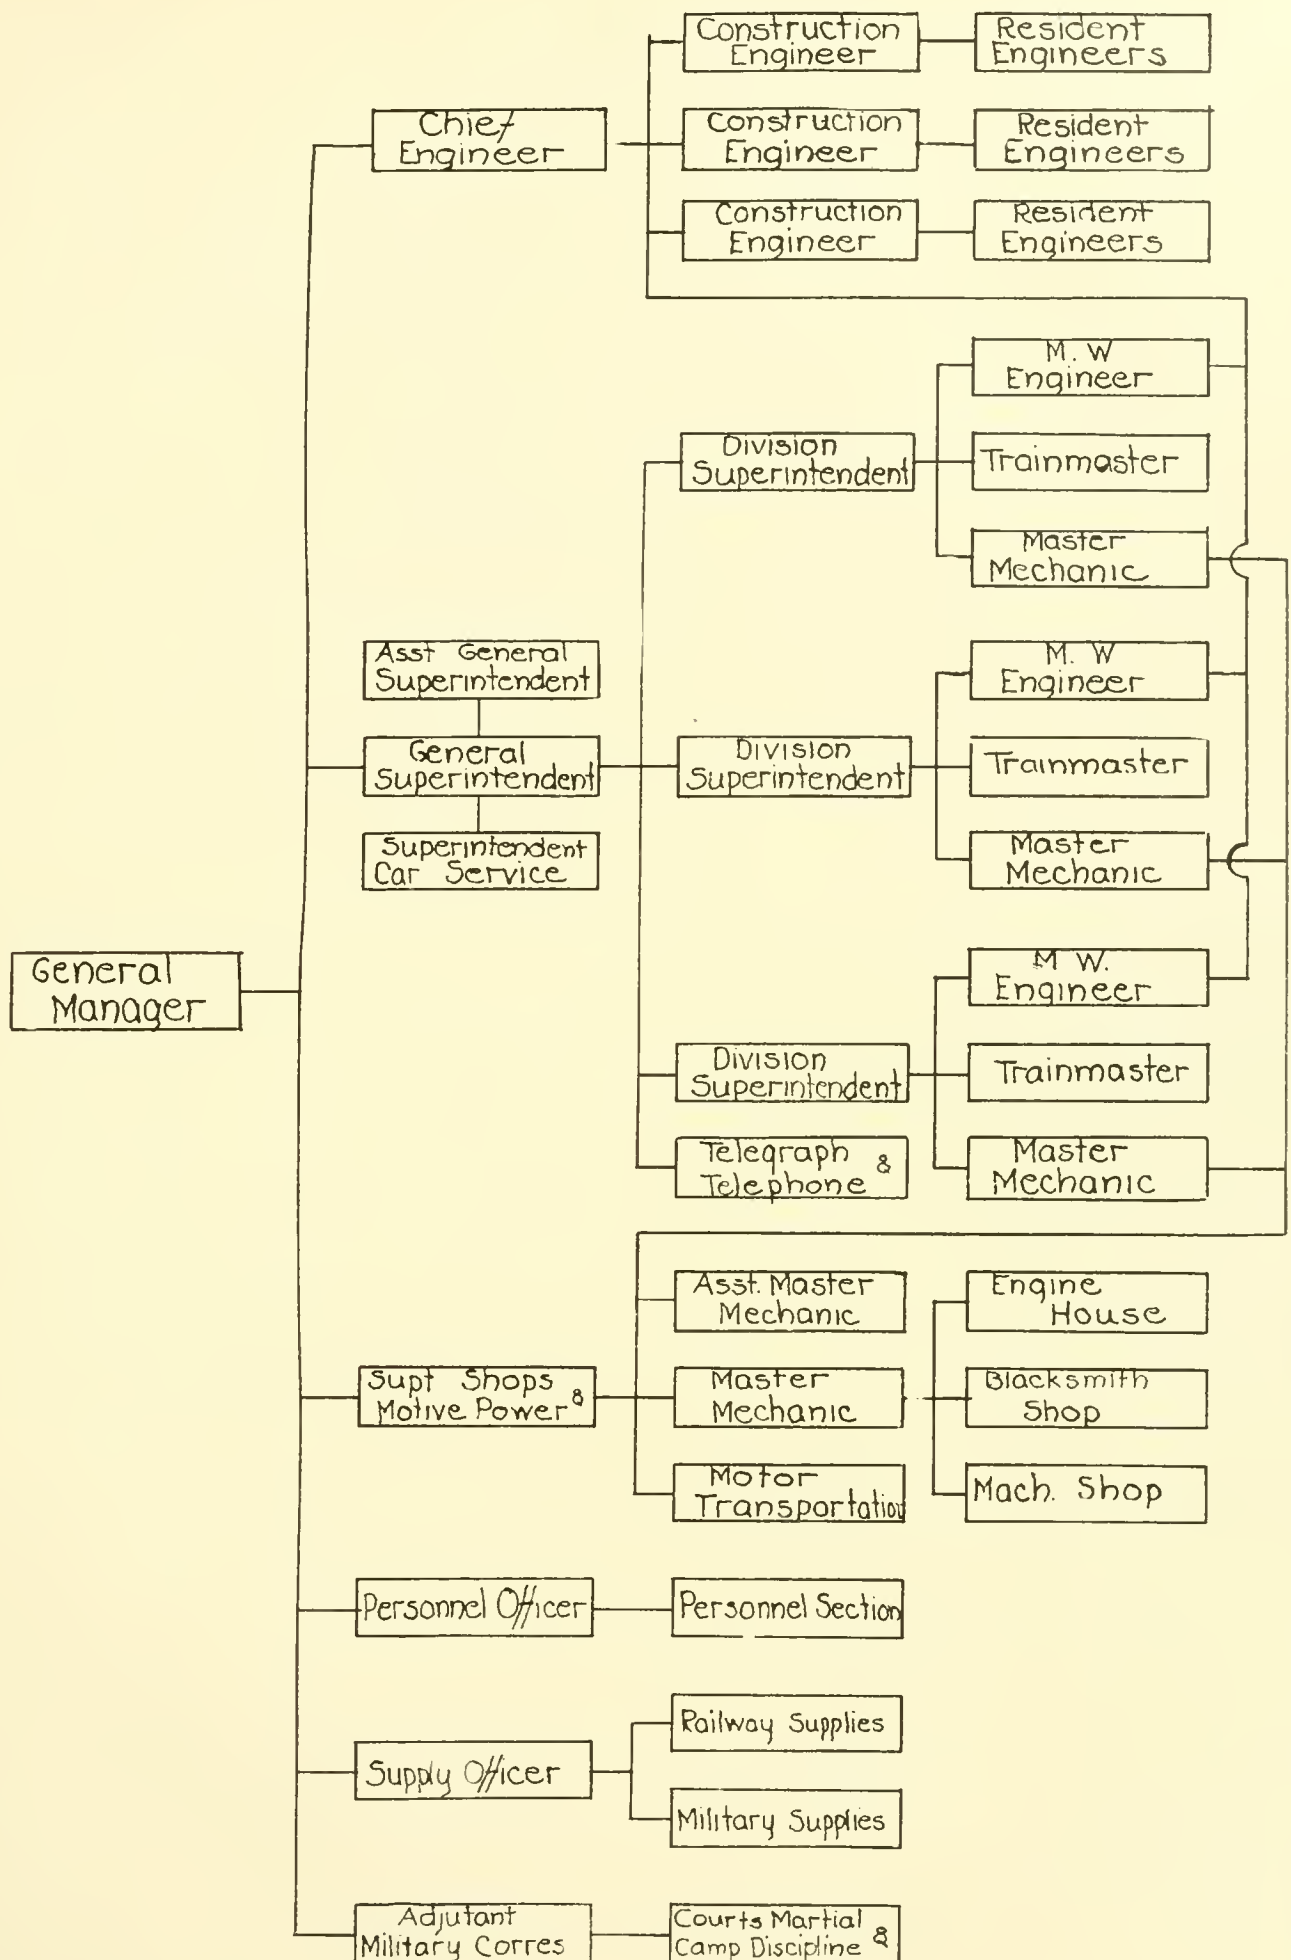 Construction
Engineer
Resident
Engineers
Chief
Engineer
Construction
Engineer
Resident
Engineers
Construction
Engineer
Resident
Engineers
M. W
Engineer
Division
Superintendent
Trainmaster
Master
Mechanic
Asst General
Superintendent
M. W
Engineer
General
Superintendent
Division
Superintendent
Trainmaster
Superintendent
Car Service
Master
Mechanic
General
Manager
M W.
Engineer
Division
Superintendent
Trainmaster
Telegraph &
Telephone
Master
Mechanic
Asst. Master
Mechanic
Engine
House
Supt Shops &
Motive Power
Master
Mechanic
Blacksmith
Shop
Motor
Transportation
Mach. Shop
Personnel Officer
Personnel Section
Railway Supplies
Supply Officer
Military Supplies
Adjutant
Military Corres
Courts Martial &
Camp Discipline